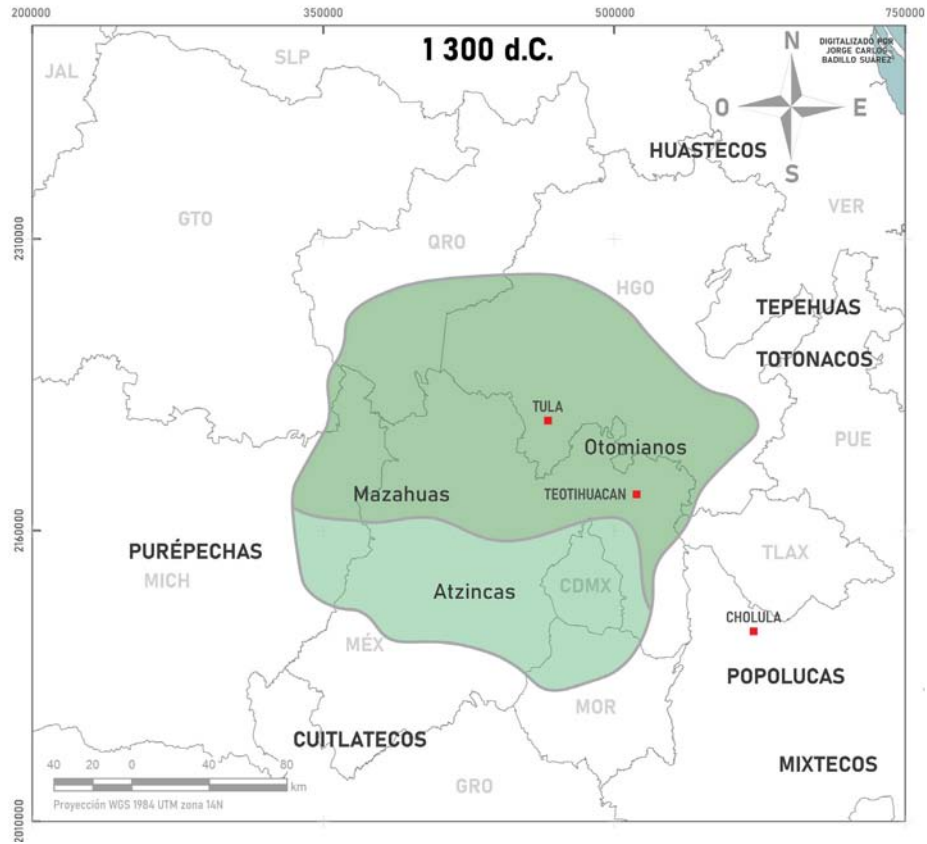 200000
350000
500000
750000
1 300 d.C.
DIGITALIZADO POR
JORGE CARLOS
BADILLO SUÁREZ
N
O
E
S
JAL
SLP
HUASTECOS
GTO
VER
2310000
QRO
HGO
TEPEHUAS
TOTONACOS
TULA
Otomianos
PUE
Mazahuas
TEOTIHUACAN
2160000
PURÉPECHAS
MICH
TLAX
Atzincas
CDMX
CHOLULA
MÉX
POPOLUCAS
MOR
CUITLATECOS
MIXTECOS
40 20 0 40 80
km
GRO
Proyección WGS 1984 UTM zona 14N
2010000